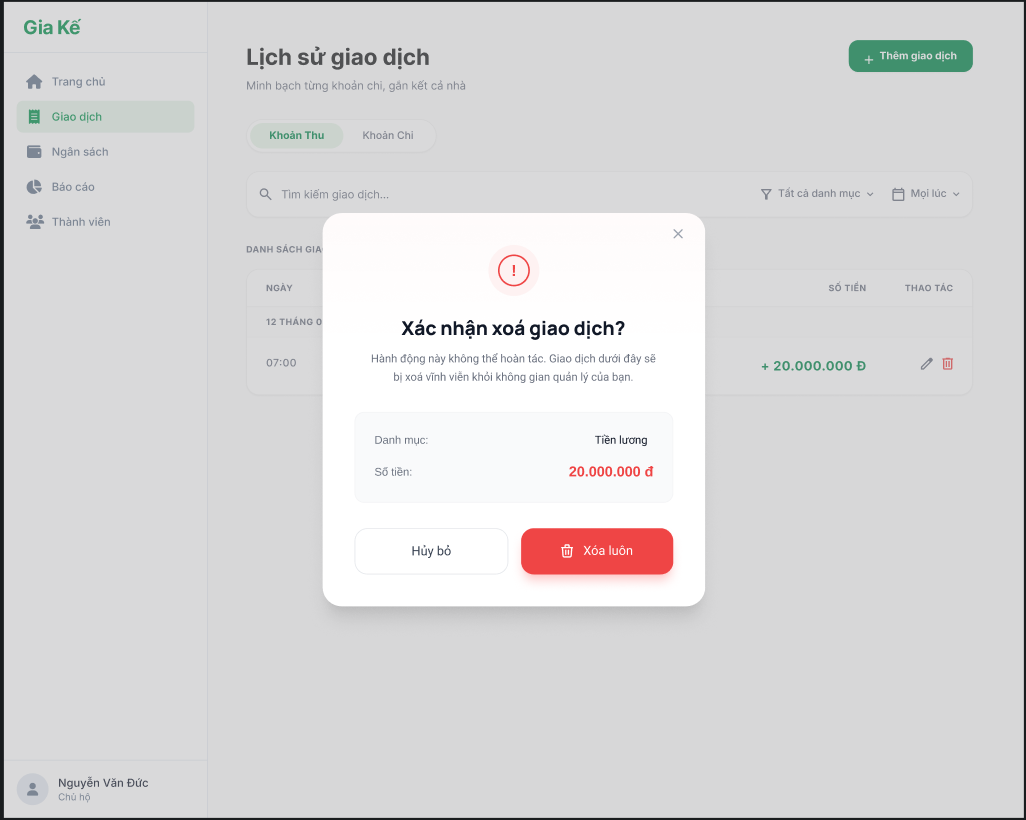 Gia Kế
Trang chủ
Giao dịch
Ngân sách
Báo cáo
Thành viên
Nguyễn Văn Đức
Chủ hộ
Lịch sử giao dịch
Minh bạch từng khoản chi, gắn kết cả nhà
+ Thêm giao dịch
Khoản Thu
Khoản Chi
Tìm kiếm giao dịch...
Tất cả danh mục
Mọi lúc
DANH SÁCH GIA
NGÀY
SỐ TIỀN
THAO TÁC
12 THÁNG 0
07:00
+ 20.000.000 Đ
!
Xác nhận xoá giao dịch?
Hành động này không thể hoàn tác. Giao dịch dưới đây sẽ
bị xoá vĩnh viễn khỏi không gian quản lý của bạn.
Danh mục:
Tiền lương
Số tiền:
20.000.000 đ
Hủy bỏ
Xóa luôn